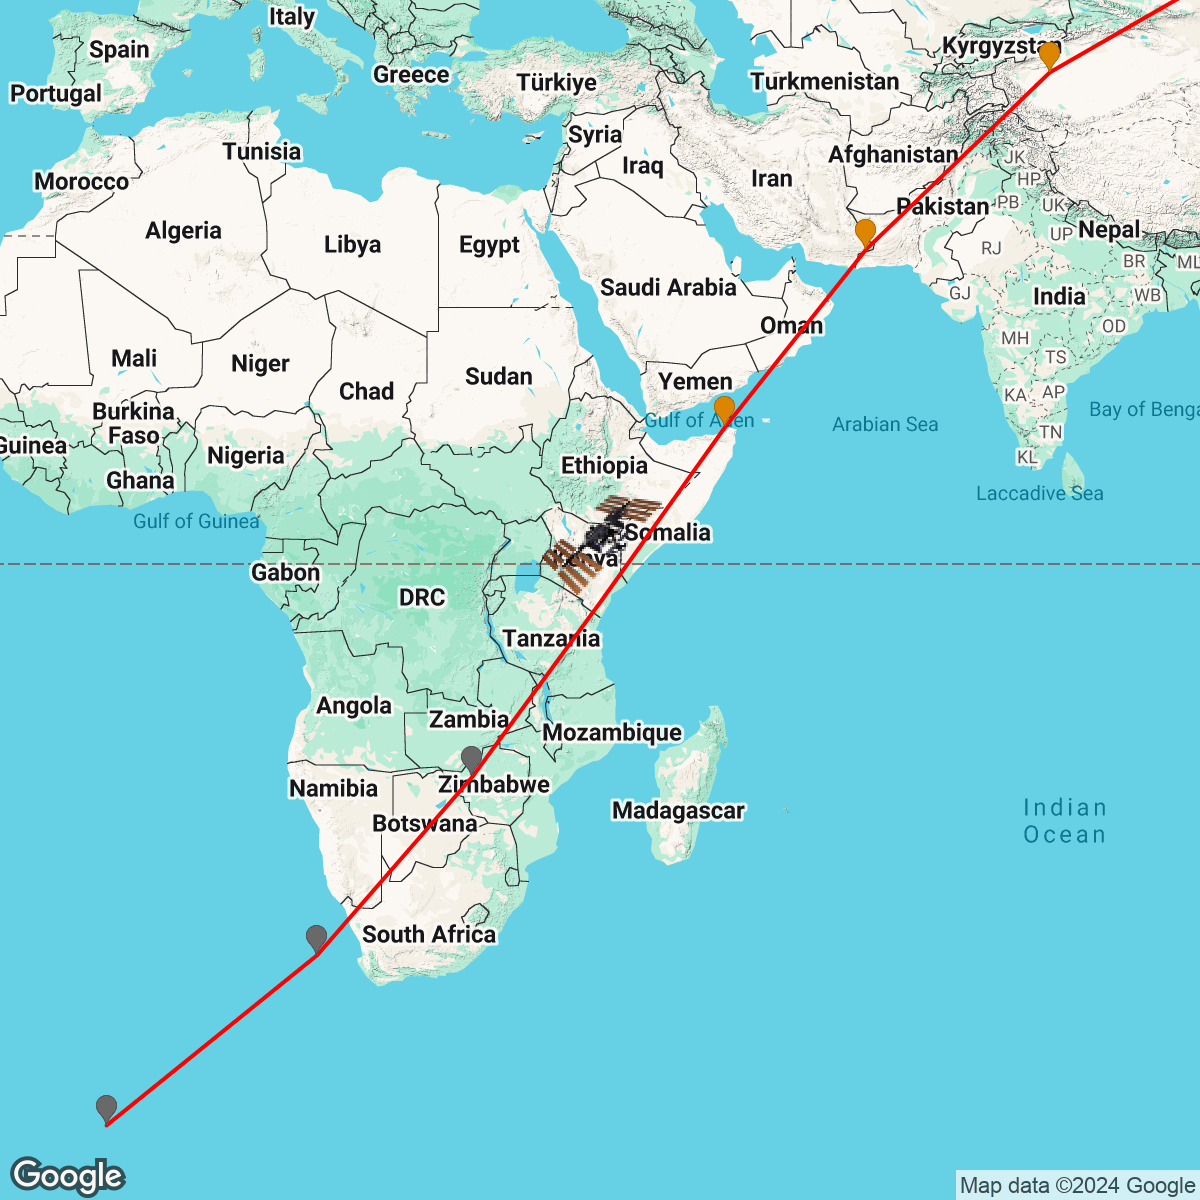 Italy
Spain
Kyrgyzstan
Portugal
Greece
Türkiye
Turkmenistan
Syria
Tunisia
Iraq
Afghanistan
JK
Morocco
Iran
HP
Pakistan
PB
UK
Algeria
Libya
Egypt
UP
Nepal
RJ
BR
ML
Saudi Arabia
GJ
India
WB
Oman
OD
MH
Mali
Niger
TS
Chad
Sudan
Yemen
KA
AP
Burkina
Faso
Gulf of Aden
Arabian Sea
Bay of Benga
TN
Guinea
Nigeria
KL
Ethiopia
Ghana
Laccadive Sea
Gulf of Guinea
Somalia
Kenya
Gabon
DRC
Tanzania
Angola
Zambia
Mozambique
Namibia
Zimbabwe
Madagascar
Indian
Ocean
Botswana
South Africa
Google
Map data ©2024 Google